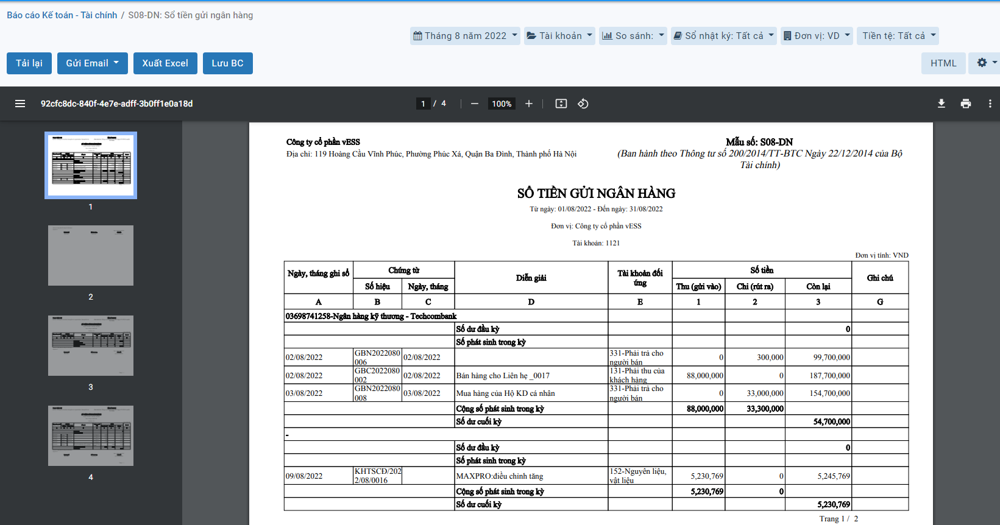 Báo cáo Kế toán - Tài chính / S08-DN: Sổ tiền gửi ngân hàng
Tháng 8 năm 2022 Tài khoản So sánh: Sổ nhật ký: Tất cả Đơn vị: VD Tiền tệ: Tất cả
Tải lại Gửi Email Xuất Excel Lưu BC HTML
92cfc8dc-840f-4e7e-adff-3b0ff1e0a18d 1 / 4 100%
1
2
3
4
Công ty cổ phần vESS
Địa chỉ: 119 Hoàng Cầu Vĩnh Phúc, Phường Phúc Xá, Quận Ba Đình, Thành phố Hà Nội
Mẫu số: S08-DN
(Ban hành theo Thông tư số 200/2014/TT-BTC Ngày 22/12/2014 của Bộ
Tài chính)
SỔ TIỀN GỬI NGÂN HÀNG
Từ ngày: 01/08/2022 - Đến ngày: 31/08/2022
Đơn vị: Công ty cổ phần vESS
Tài khoản: 1121
Đơn vị tính: VND
Ngày, tháng ghi sổ Chứng từ Diễn giải Tài khoản đối ứng Số tiền Ghi chú
Số hiệu Ngày, tháng Thu (gửi vào) Chi (rút ra) Còn lại
A B C D E 1 2 3 G
03698741258-Ngân hàng kỹ thương - Techcombank
Số dư đầu kỳ 0
Số phát sinh trong kỳ
02/08/2022 GBN2022080006 02/08/2022 331-Phải trả cho người bán 0 300,000 99,700,000
02/08/2022 GBC2022080002 02/08/2022 Bán hàng cho Liên hệ _0017 131-Phải thu của khách hàng 88,000,000 0 187,700,000
03/08/2022 GBN2022080008 03/08/2022 Mua hàng của Hộ KD cá nhân 331-Phải trả cho người bán 0 33,000,000 154,700,000
Cộng số phát sinh trong kỳ 88,000,000 33,300,000
Số dư cuối kỳ 54,700,000
-
Số dư đầu kỳ 0
Số phát sinh trong kỳ
09/08/2022 KHTSCĐ/2022/08/0016 MAXPRO:điều chỉnh tăng 152-Nguyên liệu, vật liệu 5,230,769 0 5,245,769
Cộng số phát sinh trong kỳ 5,230,769 0
Số dư cuối kỳ 5,230,769
Trang 1 / 2